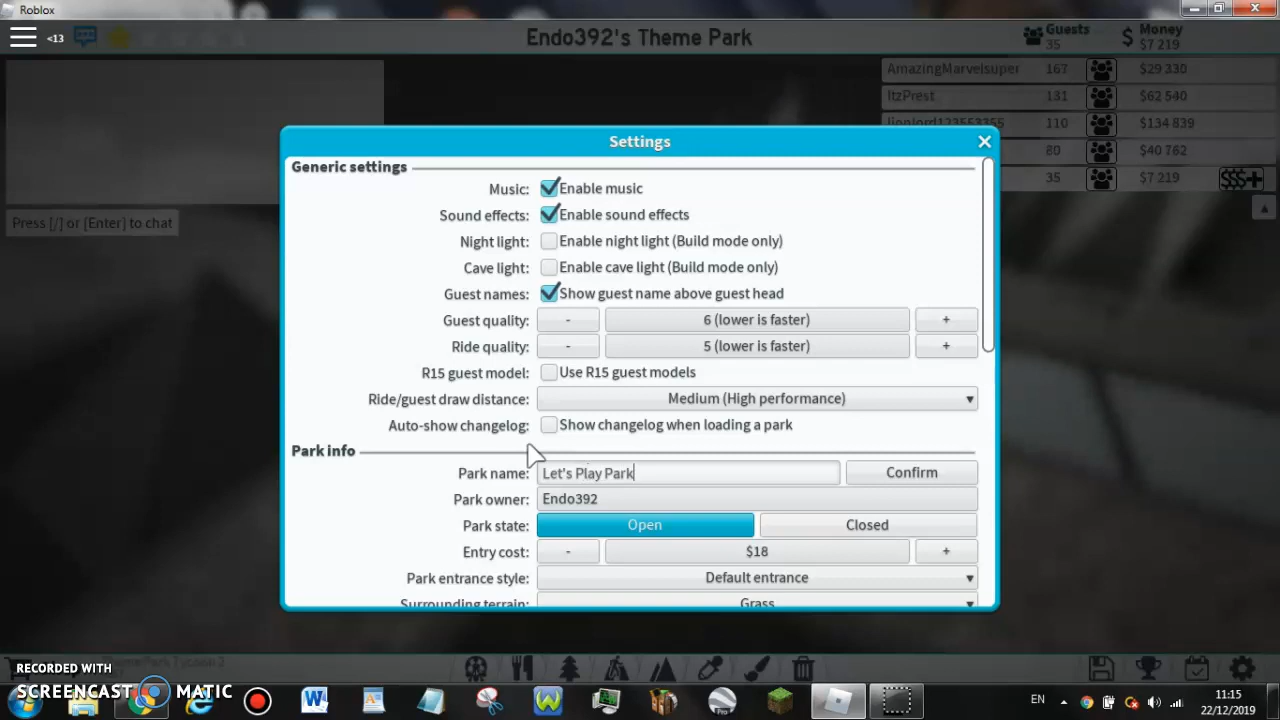 Roblox
<13
Endo392's Theme Park
Guests
35
$ Money
$7 219
AmazingMarvelsuper 167 $29 330
ItzPrest 131 $62 540
lionlord123553355 110 $134 839
80 $40 762
35 $7 219 $$$+
Press [/] or [Enter] to chat
Settings
Generic settings
Music: Enable music
Sound effects: Enable sound effects
Night light: Enable night light (Build mode only)
Cave light: Enable cave light (Build mode only)
Guest names: Show guest name above guest head
Guest quality: - 6 (lower is faster) +
Ride quality: - 5 (lower is faster) +
R15 guest model: Use R15 guest models
Ride/guest draw distance: Medium (High performance)
Auto-show changelog: Show changelog when loading a park
Park info
Park name: Let's Play Park Confirm
Park owner: Endo392
Park state: Open Closed
Entry cost: - $18 +
Park entrance style: Default entrance
Surrounding terrain: Grass
Theme Park Tycoon 2
RECORDED WITH
SCREENCAST MATIC
EN
11:15
22/12/2019